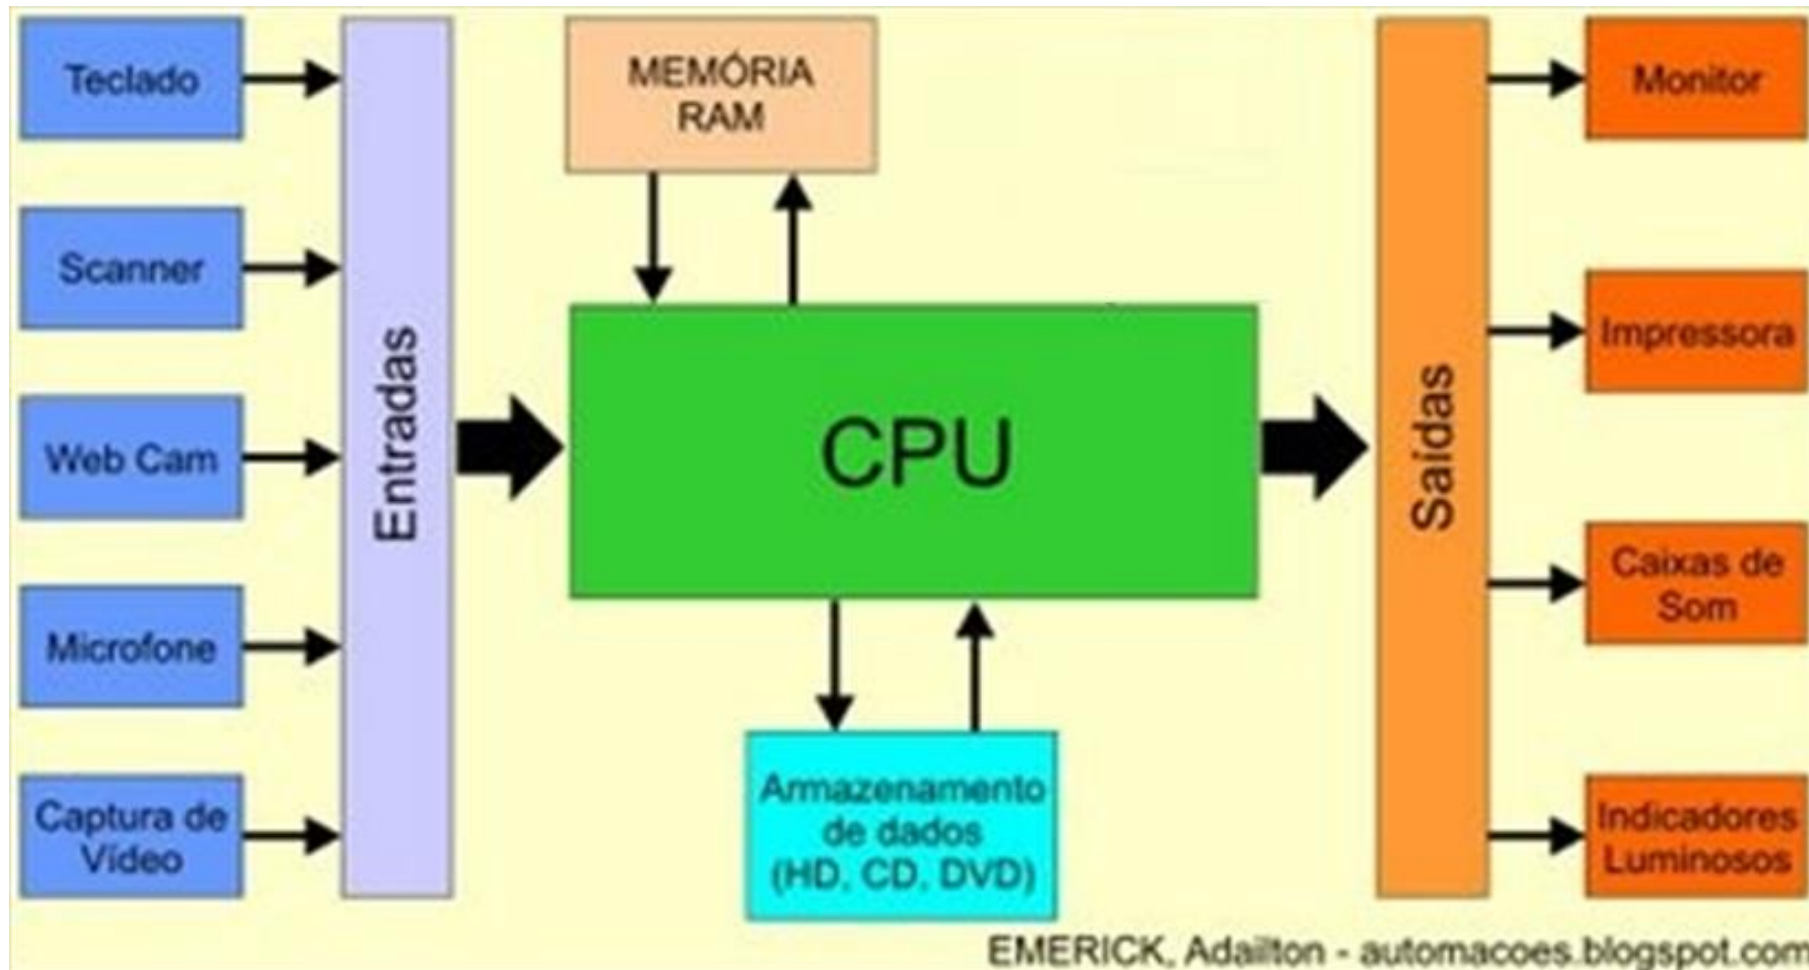 Teclado
Scanner
Web Cam
Microfone
Captura de
Vídeo
Entradas
MEMÓRIA
RAM
CPU
Armazenamento
de dados
(HD, CD, DVD)
Saídas
Monitor
Impressora
Caixas de
Som
Indicadores
Luminosos
EMERICK, Adailton - automacoes.blogspot.com